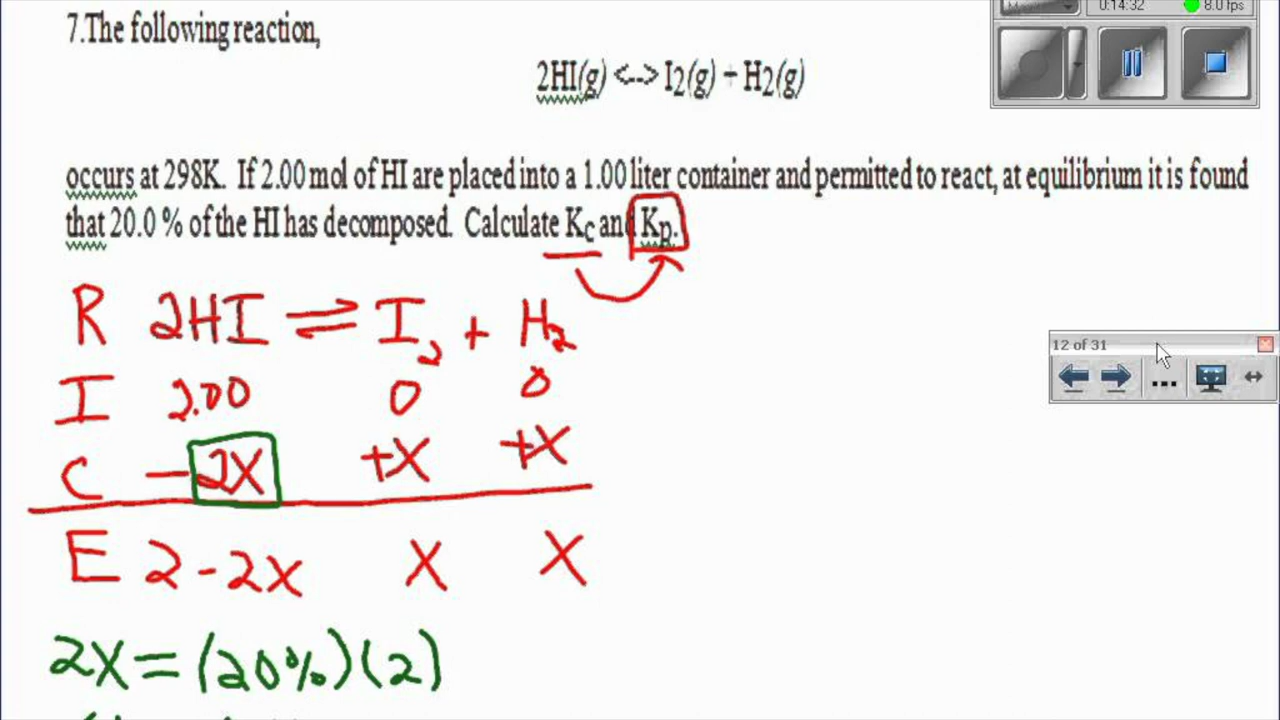 0:14:32 8.0 fps
7.The following reaction,
2HI(g) <--> I2(g) + H2(g)
occurs at 298K. If 2.00 mol of HI are placed into a 1.00 liter container and permitted to react, at equilibrium it is found
that 20.0 % of the HI has decomposed. Calculate Kc and Kp.
R 2HI ⇌ I2 + H2
12 of 31
I 2.00 0 0
...
C -2X +X +X
E 2-2X X X
2X = (20%)(2)